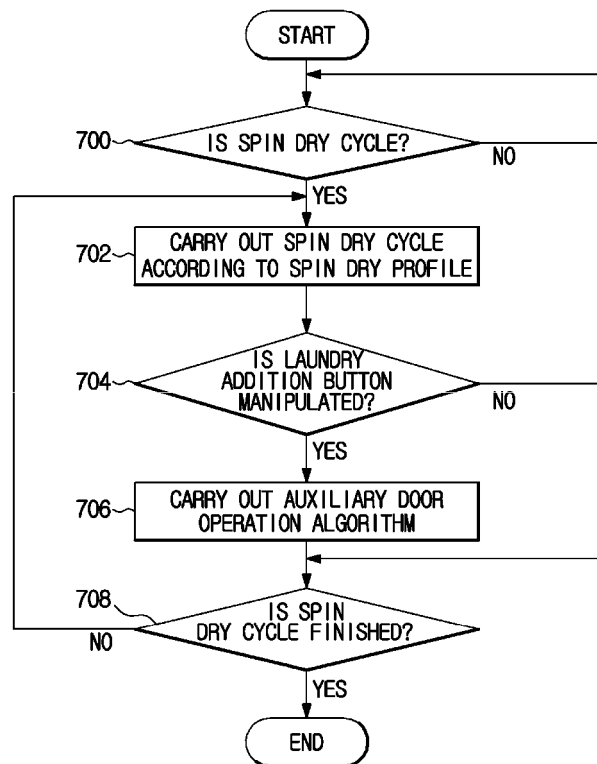 START
700
IS SPIN DRY CYCLE?
NO
YES
702
CARRY OUT SPIN DRY CYCLE
ACCORDING TO SPIN DRY PROFILE
704
IS LAUNDRY
ADDITION BUTTON
MANIPULATED?
NO
YES
706
CARRY OUT AUXILIARY DOOR
OPERATION ALGORITHM
708
IS SPIN
DRY CYCLE FINISHED?
NO
YES
END